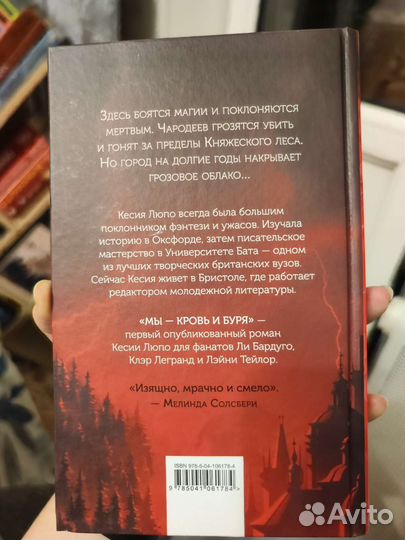 Здесь боятся магии и поклоняются
мертвым. Чародеев грозятся убить
и гонят за пределы Княжеского леса.
Но город на долгие годы накрывает
грозовое облако...
Кесия Люпо всегда была большим
поклонником фэнтези и ужасов. Изучала
историю в Оксфорде, затем писательское
мастерство в Университете Бата — одном
из лучших творческих британских вузов.
Сейчас Кесия живет в Бристоле, где работает
редактором молодежной литературы.
«МЫ — КРОВЬ И БУРЯ» —
первый опубликованный роман
Кесии Люпо для фанатов Ли Бардуго,
Клэр Легранд и Лэйни Тейлор.
«Изящно, мрачно и смело».
— Мелинда Солсбери
ISBN 978-5-04-106178-4
9 785041 061784 >
Avito